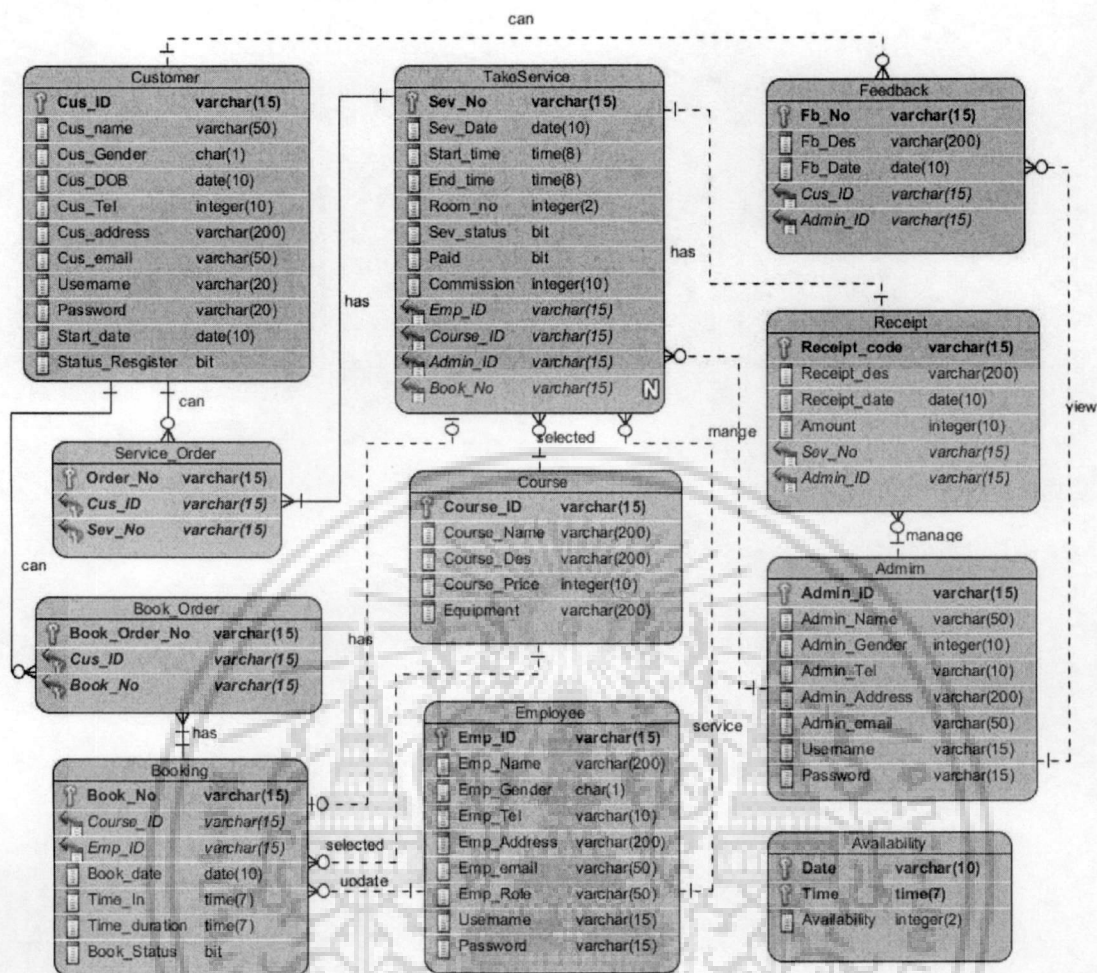 can
Customer
Cus_ID varchar(15)
Cus_name varchar(50)
Cus_Gender char(1)
Cus_DOB date(10)
Cus_Tel integer(10)
Cus_address varchar(200)
Cus_email varchar(50)
Username varchar(20)
Password varchar(20)
Start_date date(10)
Status_Resgister bit
TakeService
Sev_No varchar(15)
Sev_Date date(10)
Start_time time(8)
End_time time(8)
Room_no integer(2)
Sev_status bit
Paid bit
Commission integer(10)
Emp_ID varchar(15)
Course_ID varchar(15)
Admin_ID varchar(15)
Book_No varchar(15) N
Feedback
Fb_No varchar(15)
Fb_Des varchar(200)
Fb_Date date(10)
Cus_ID varchar(15)
Admin_ID varchar(15)
has
has
Receipt
Receipt_code varchar(15)
Receipt_des varchar(200)
Receipt_date date(10)
Amount integer(10)
Sev_No varchar(15)
Admin_ID varchar(15)
view
can
selected
mange
Service_Order
Order_No varchar(15)
Cus_ID varchar(15)
Sev_No varchar(15)
Course
Course_ID varchar(15)
Course_Name varchar(200)
Course_Des varchar(200)
Course_Price integer(10)
Equipment varchar(200)
manage
Admim
Admin_ID varchar(15)
Admin_Name varchar(50)
Admin_Gender integer(10)
Admin_Tel varchar(10)
Admin_Address varchar(200)
Admin_email varchar(50)
Username varchar(15)
Password varchar(15)
can
Book_Order
Book_Order_No varchar(15)
Cus_ID varchar(15)
Book_No varchar(15)
has
has
service
Employee
Emp_ID varchar(15)
Emp_Name varchar(200)
Emp_Gender char(1)
Emp_Tel varchar(10)
Emp_Address varchar(200)
Emp_email varchar(50)
Emp_Role varchar(50)
Username varchar(15)
Password varchar(15)
Booking
Book_No varchar(15)
Course_ID varchar(15)
Emp_ID varchar(15)
Book_date date(10)
Time_In time(7)
Time_duration time(7)
Book_Status bit
selected
update
Availability
Date varchar(10)
Time time(7)
Availability integer(2)